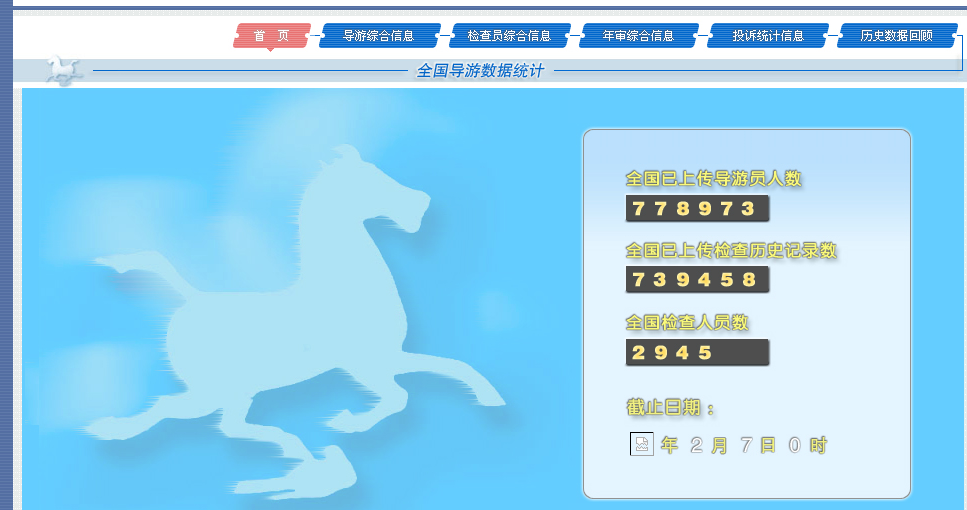 首 页 导游综合信息 检查员综合信息 年审综合信息 投诉统计信息 历史数据回顾
全国导游数据统计
全国已上传导游员人数
778973
全国已上传检查历史记录数
739458
全国检查人员数
2945
截止日期：
年 2 月 7 日 0 时